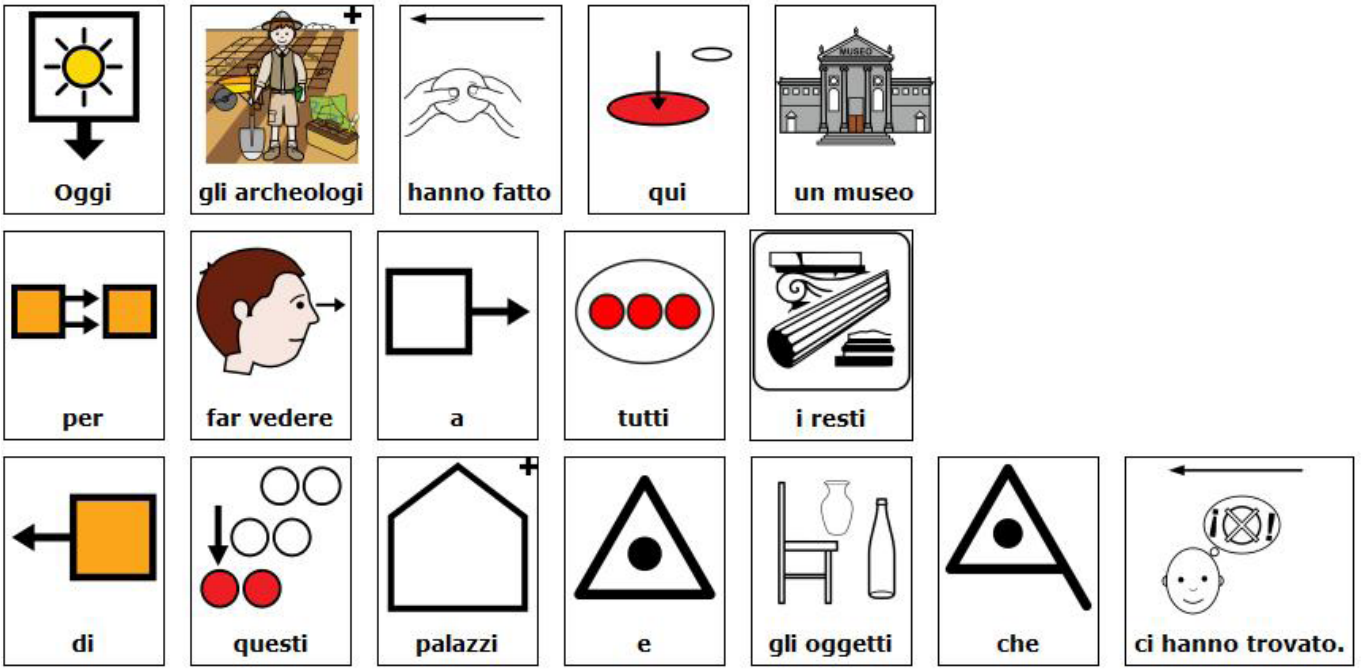 Oggi gli archeologi hanno fatto qui un museo
MUSEO
per far vedere a tutti i resti
di questi palazzi e gli oggetti che ci hanno trovato.